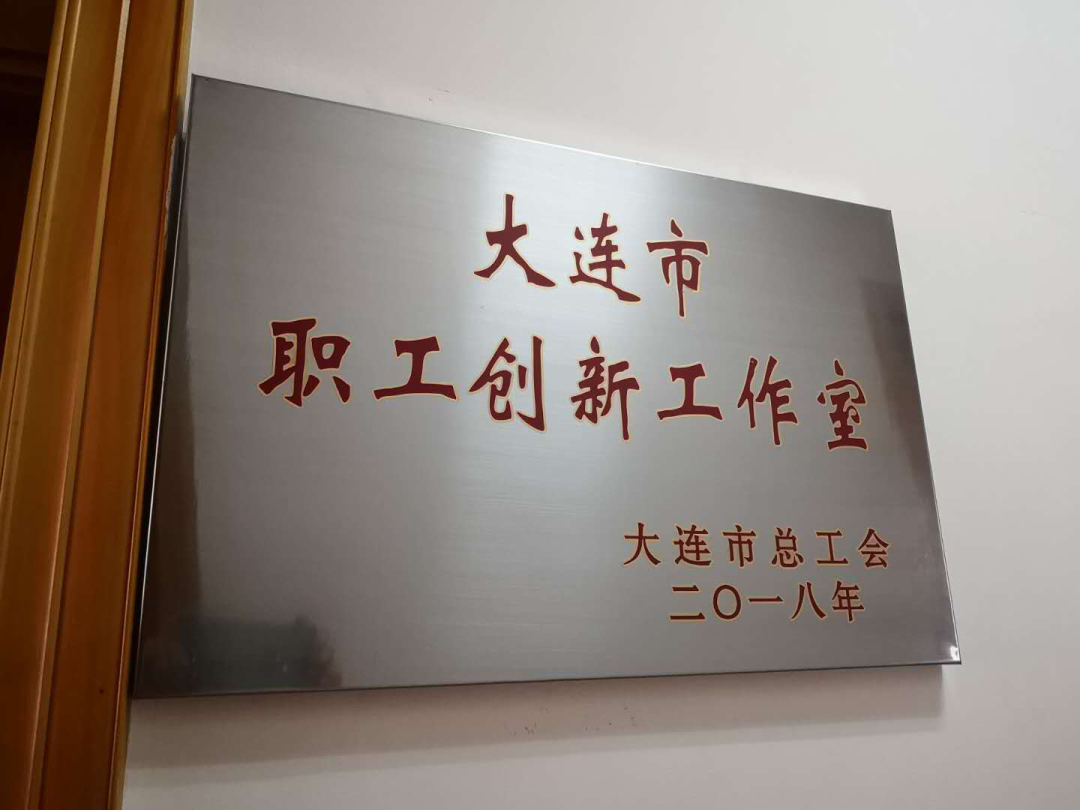 大连市
职工创新工作室
大连市总工会
二〇一八年